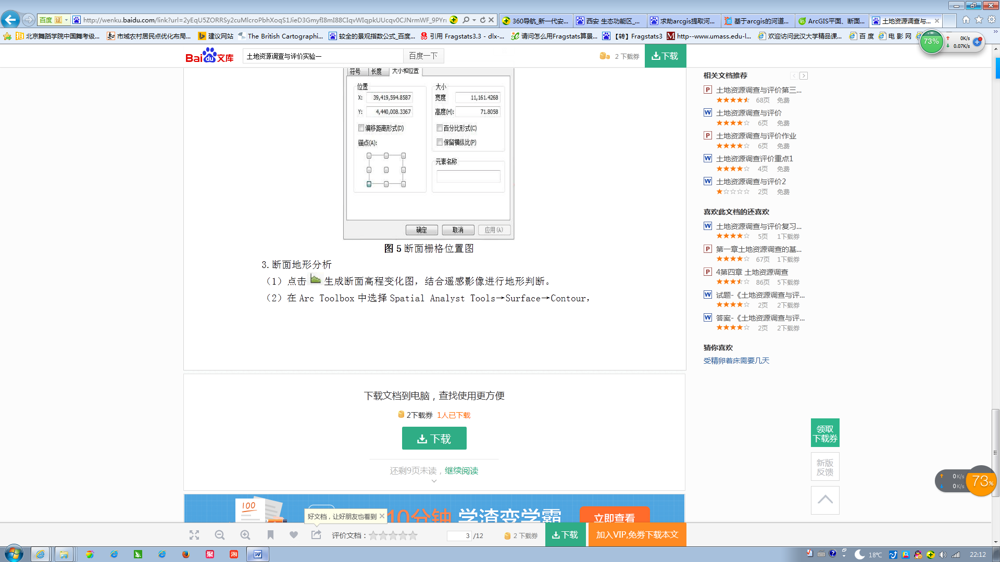 百度 证 http://wenku.baidu.com/link?url=2yEqU5ZORRSy2cuMlcroPbhXoqS1JieD3GmyfI8mI88CIqvWIqpkUUcqv0CJNrmWF_9PYr
360导航_新一代安...
西安 生态功能区_...
求助arcgis提取河...
基于arcgis的河道...
ArcGIS平面、断面...
土地资源调查与...
北京舞蹈学院中国舞考级...
市域农村居民点优化布局...
建议网站
The British Cartographi...
较全的景观指数公式_百度...
引用 Fragstats3.3 - dlx-...
请问怎么用Fragstats算景...
【转】Fragstats3
http--www.umass.edu-l...
欢迎访问武汉大学精品课...
百 度
电 影 网
73%
0K/s
0.07K/s
Baidu文库
土地资源调查与评价实验一
百度一下
2 下载券
下载
符号 长度 大小和位置
位置
X: 39,419,594.8587
Y: 4,440,008.3367
偏移距离形式(D)
锚点(A):
大小
宽度 11,161.4268
高度(H): 71.8058
百分比形式(C)
保留横纵比(P)
元素名称
确定 取消 应用(A)
图 5 断面栅格位置图
3.断面地形分析
（1）点击 生成断面高程变化图，结合遥感影像进行地形判断。
（2）在 Arc Toolbox 中选择 Spatial Analyst Tools→Surface→Contour，
下载文档到电脑，查找使用更方便
2下载券 1人已下载
下载
还剩9页未读，继续阅读
100
10分钟 学渣变学霸
立即查看
好文档，让好朋友也看到
评价文档：
3 /12
2 下载券
下载
加入VIP,免券下载本文
相关文档推荐
土地资源调查与评价第三...
68页 免费
土地资源调查与评价
6页 免费
土地资源调查与评价作业
6页 免费
土地资源调查评价重点1
4页 免费
土地资源调查与评价2
2页 免费
喜欢此文档的还喜欢
土地资源调查与评价复习...
5页 1下载券
第一章土地资源调查的基...
67页 1下载券
4第四章 土地资源调查
86页 5下载券
试题-《土地资源调查与评...
2页 2下载券
答案-《土地资源调查与评...
2页 2下载券
猜你喜欢
受精卵着床需要几天
领取
下载券
新版
反馈
0K/s
0K/s
73%
聚
淘
18℃
22:12